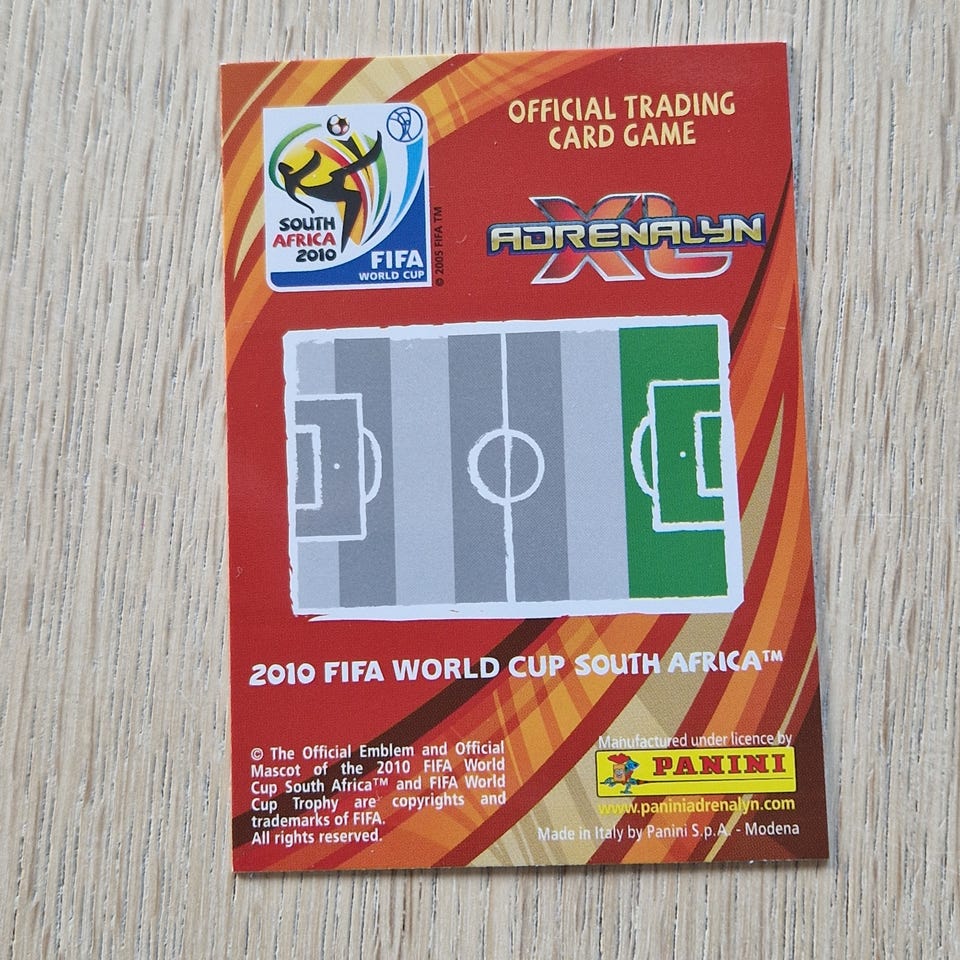 OFFICIAL TRADING
CARD GAME
SOUTH
AFRICA
2010
FIFA
WORLD CUP
© 2005 FIFA TM
ADRENALYN
XL
2010 FIFA WORLD CUP SOUTH AFRICA™
© The Official Emblem and Official
Mascot of the 2010 FIFA World
Cup South Africa™ and FIFA World
Cup Trophy are copyrights and
trademarks of FIFA.
All rights reserved.
Manufactured under licence by
PANINI
www.paniniadrenalyn.com
Made in Italy by Panini S.p.A. - Modena